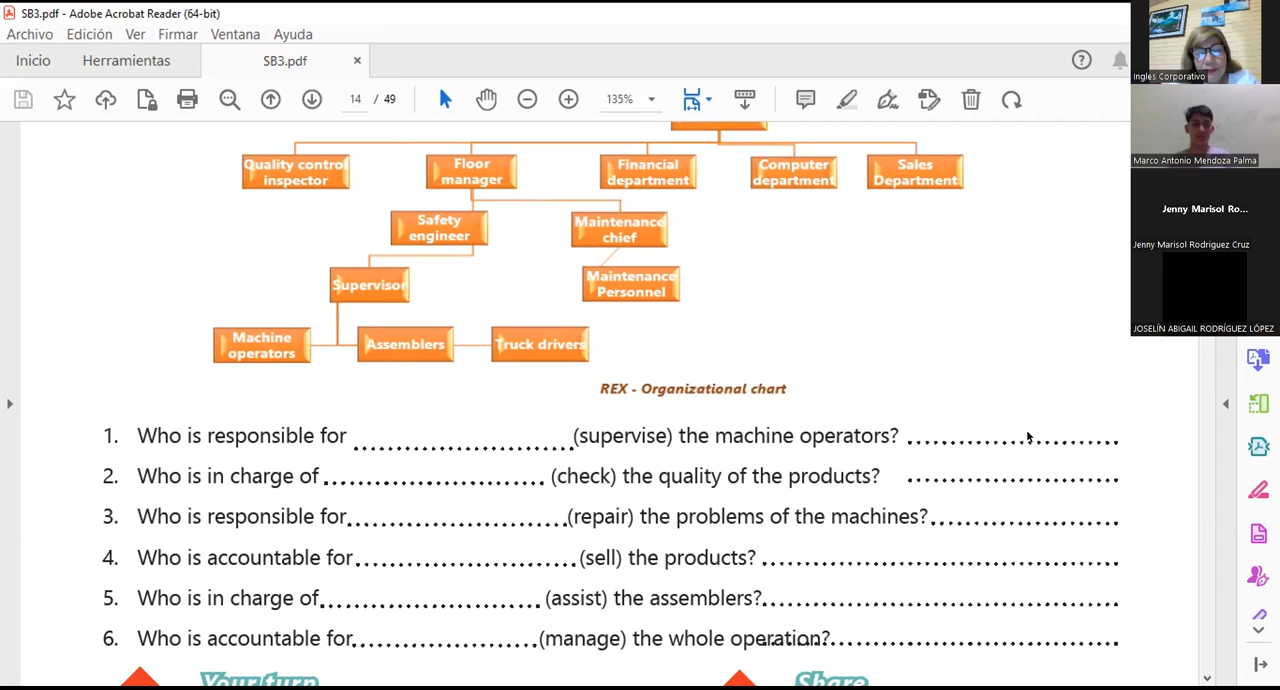 SB3.pdf - Adobe Acrobat Reader (64-bit)
Archivo Edición Ver Firmar Ventana Ayuda
Inicio Herramientas SB3.pdf
14 / 49 135%
Ingles Corporativo
Marco Antonio Mendoza Palma
Jenny Marisol Ro...
Jenny Marisol Rodriguez Cruz
JOSELÍN ABIGAIL RODRÍGUEZ LÓPEZ
Quality control
inspector
Floor
manager
Financial
department
Computer
department
Sales
Department
Safety
engineer
Maintenance
chief
Supervisor
Maintenance
Personnel
Machine
operators
Assemblers
Truck drivers
REX - Organizational chart
1. Who is responsible for ...................... (supervise) the machine operators? .....................
2. Who is in charge of ...................... (check) the quality of the products? .....................
3. Who is responsible for...................... (repair) the problems of the machines? ...................
4. Who is accountable for...................... (sell) the products? ....................................
5. Who is in charge of...................... (assist) the assemblers?....................................
6. Who is accountable for................... (manage) the whole operation?....................................
Your turn
Share